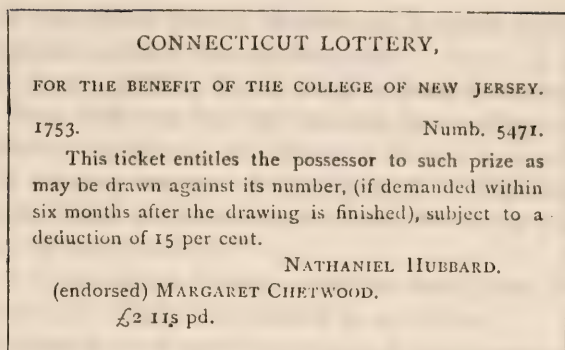 CONNECTICUT LOTTERY,
FOR THE BENEFIT OF THE COLLEGE OF NEW JERSEY.
1753. Numb. 5471.
This ticket entitles the possessor to such prize as
may be drawn against its number, (if demanded within
six months after the drawing is finished), subject to a
deduction of 15 per cent.
NATHANIEL HUBBARD.
(endorsed) MARGARET CHETWOOD.
£2 11s pd.